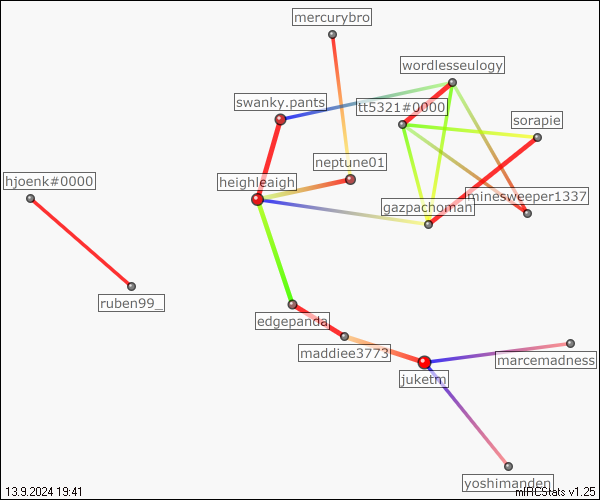 mercurybro
wordlesseulogy
swanky.pants
tt5321#0000
sorapie
neptune01
hjoenk#0000
heighleaigh
minesweeper1337
gazpachoman
ruben99_
edgepanda
maddiee3773
marcemadness
juketm
yoshimanden
13.9.2024 19:41
mIRCStats v1.25